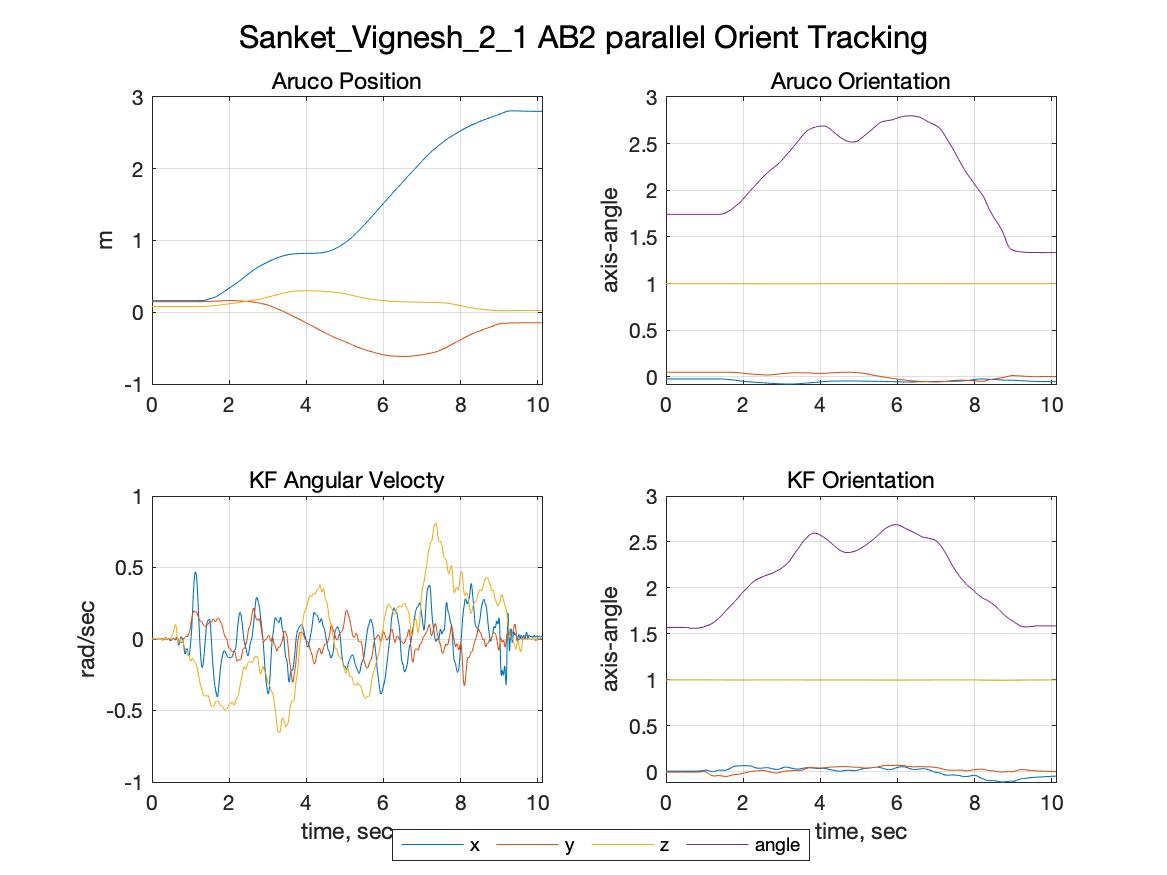 Sanket_Vignesh_2_1 AB2 parallel Orient Tracking
Aruco Position
3
2
1
0
-1
m
0 2 4 6 8 10
Aruco Orientation
3
2.5
2
1.5
1
0.5
0
axis-angle
0 2 4 6 8 10
KF Angular Velocty
1
0.5
0
-0.5
-1
rad/sec
0 2 4 6 8 10
time, sec
KF Orientation
3
2.5
2
1.5
1
0.5
0
axis-angle
0 2 4 6 8 10
time, sec
x y z angle